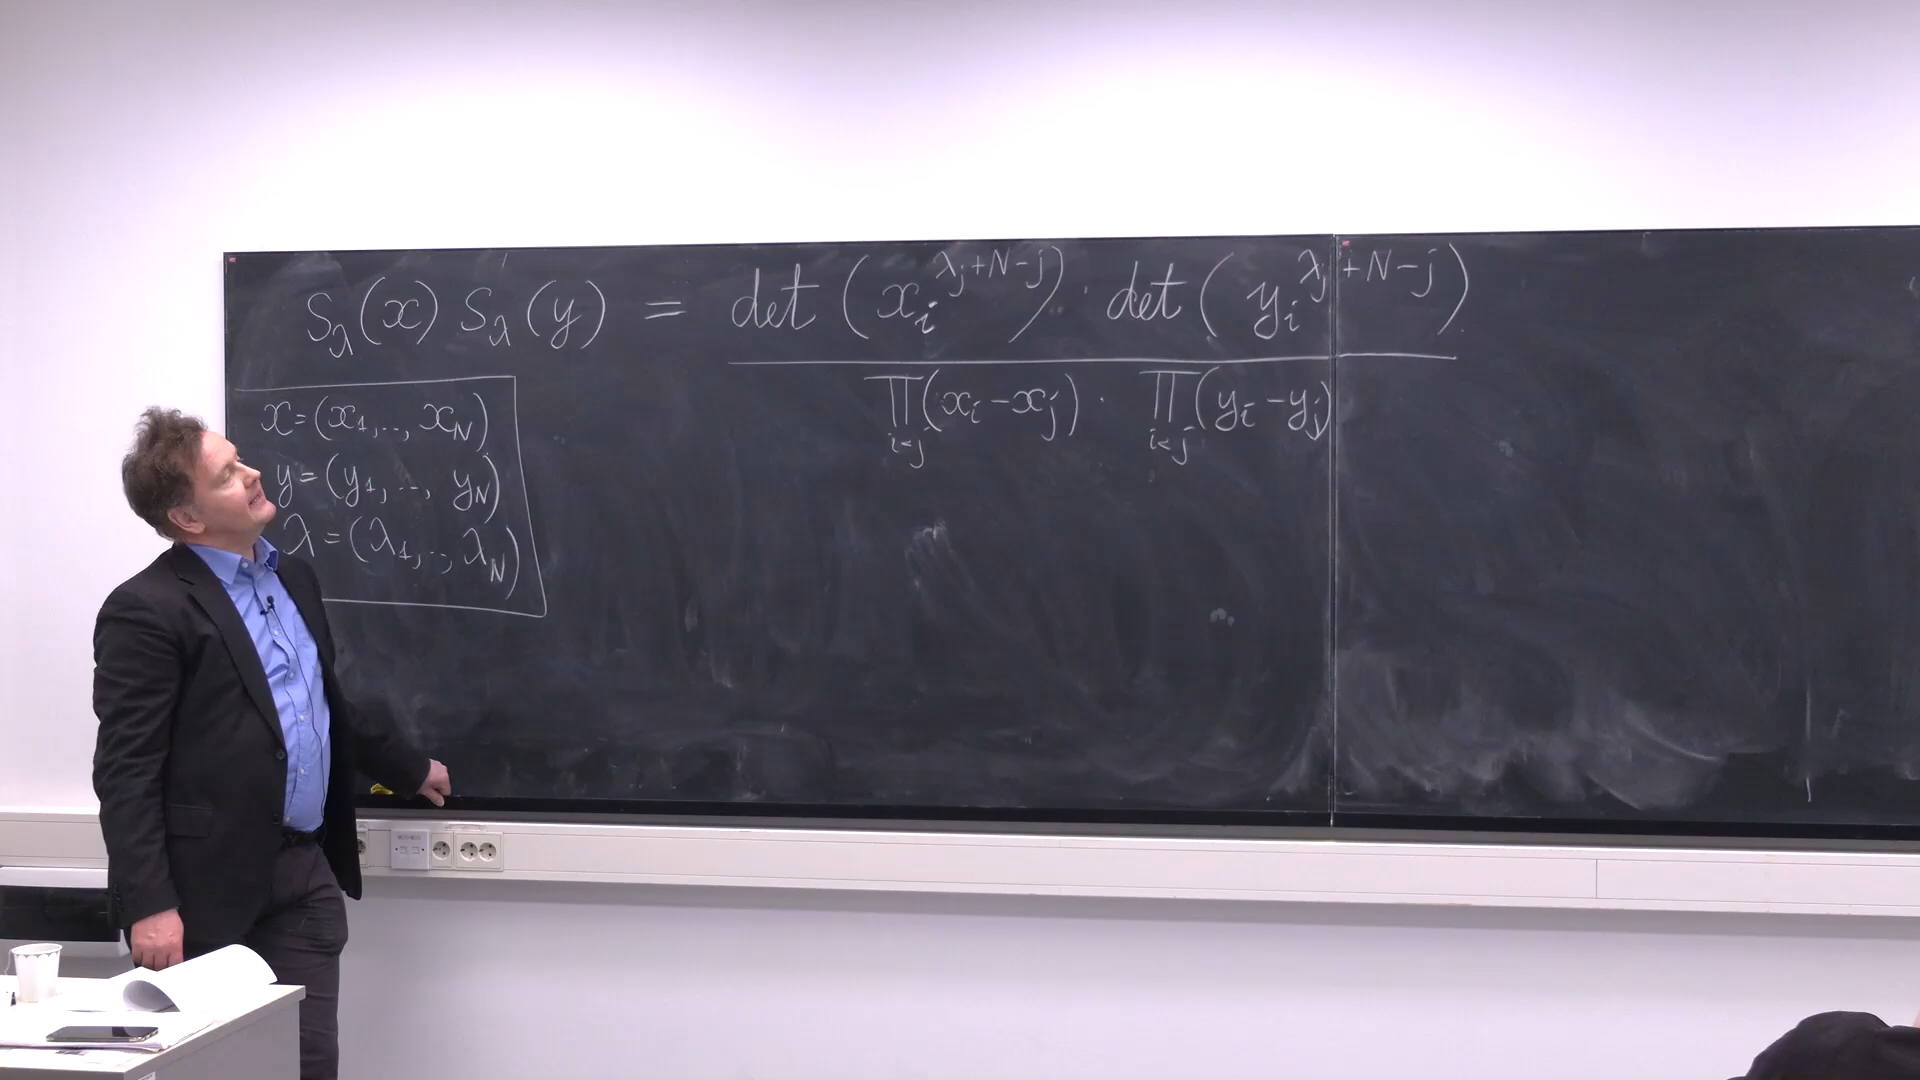 S_λ(x) S_λ(y) = det(x_i^{λ_j+N-j}) · det(y_i^{λ_j+N-j})
∏_{i<j}(x_i-x_j) · ∏_{i<j}(y_i-y_j)
x=(x_1,..,x_N)
y=(y_1,..,y_N)
λ=(λ_1,..,λ_N)